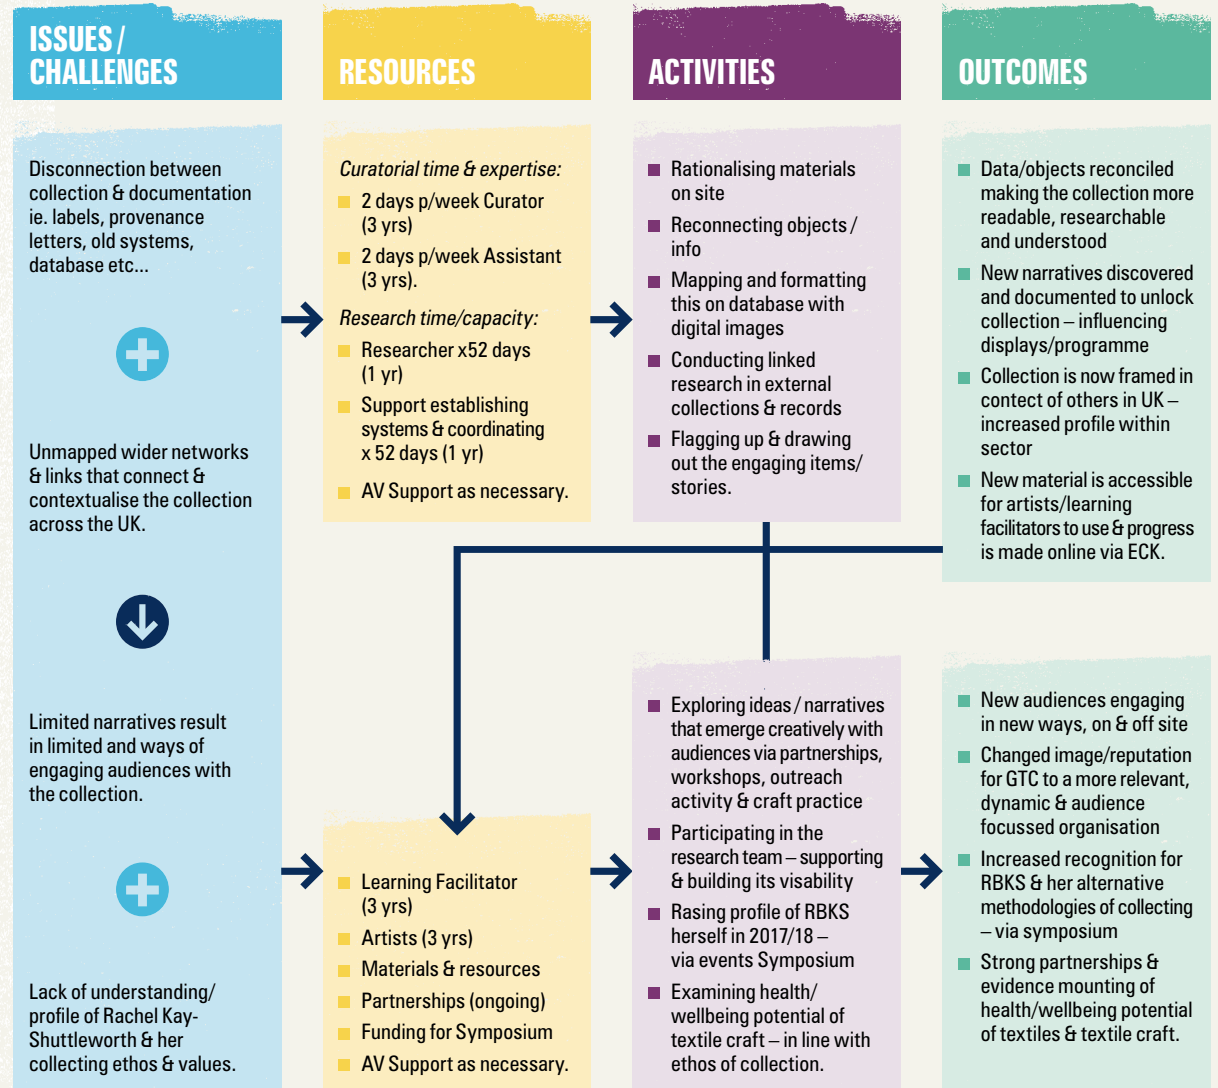 ISSUES /
CHALLENGES
RESOURCES
ACTIVITIES
OUTCOMES
Disconnection between
collection & documentation
ie. labels, provenance
letters, old systems,
database etc...
Unmapped wider networks
& links that connect &
contextualise the collection
across the UK.
Limited narratives result
in limited and ways of
engaging audiences with
the collection.
Lack of understanding/
profile of Rachel Kay-
Shuttleworth & her
collecting ethos & values.
Curatorial time & expertise:
2 days p/week Curator
(3 yrs)
2 days p/week Assistant
(3 yrs).
Research time/capacity:
Researcher x52 days
(1 yr)
Support establishing
systems & coordinating
x 52 days (1 yr)
AV Support as necessary.
Rationalising materials
on site
Reconnecting objects /
info
Mapping and formatting
this on database with
digital images
Conducting linked
research in external
collections & records
Flagging up & drawing
out the engaging items/
stories.
Data/objects reconciled
making the collection more
readable, researchable
and understood
New narratives discovered
and documented to unlock
collection – influencing
displays/programme
Collection is now framed in
contect of others in UK –
increased profile within
sector
New material is accessible
for artists/learning
facilitators to use & progress
is made online via ECK.
Learning Facilitator
(3 yrs)
Artists (3 yrs)
Materials & resources
Partnerships (ongoing)
Funding for Symposium
AV Support as necessary.
Exploring ideas / narratives
that emerge creatively with
audiences via partnerships,
workshops, outreach
activity & craft practice
Participating in the
research team – supporting
& building its visability
Rasing profile of RBKS
herself in 2017/18 –
via events Symposium
Examining health/
wellbeing potential of
textile craft – in line with
ethos of collection.
New audiences engaging
in new ways, on & off site
Changed image/reputation
for GTC to a more relevant,
dynamic & audience
focussed organisation
Increased recognition for
RBKS & her alternative
methodologies of collecting
– via symposium
Strong partnerships &
evidence mounting of
health/wellbeing potential
of textiles & textile craft.